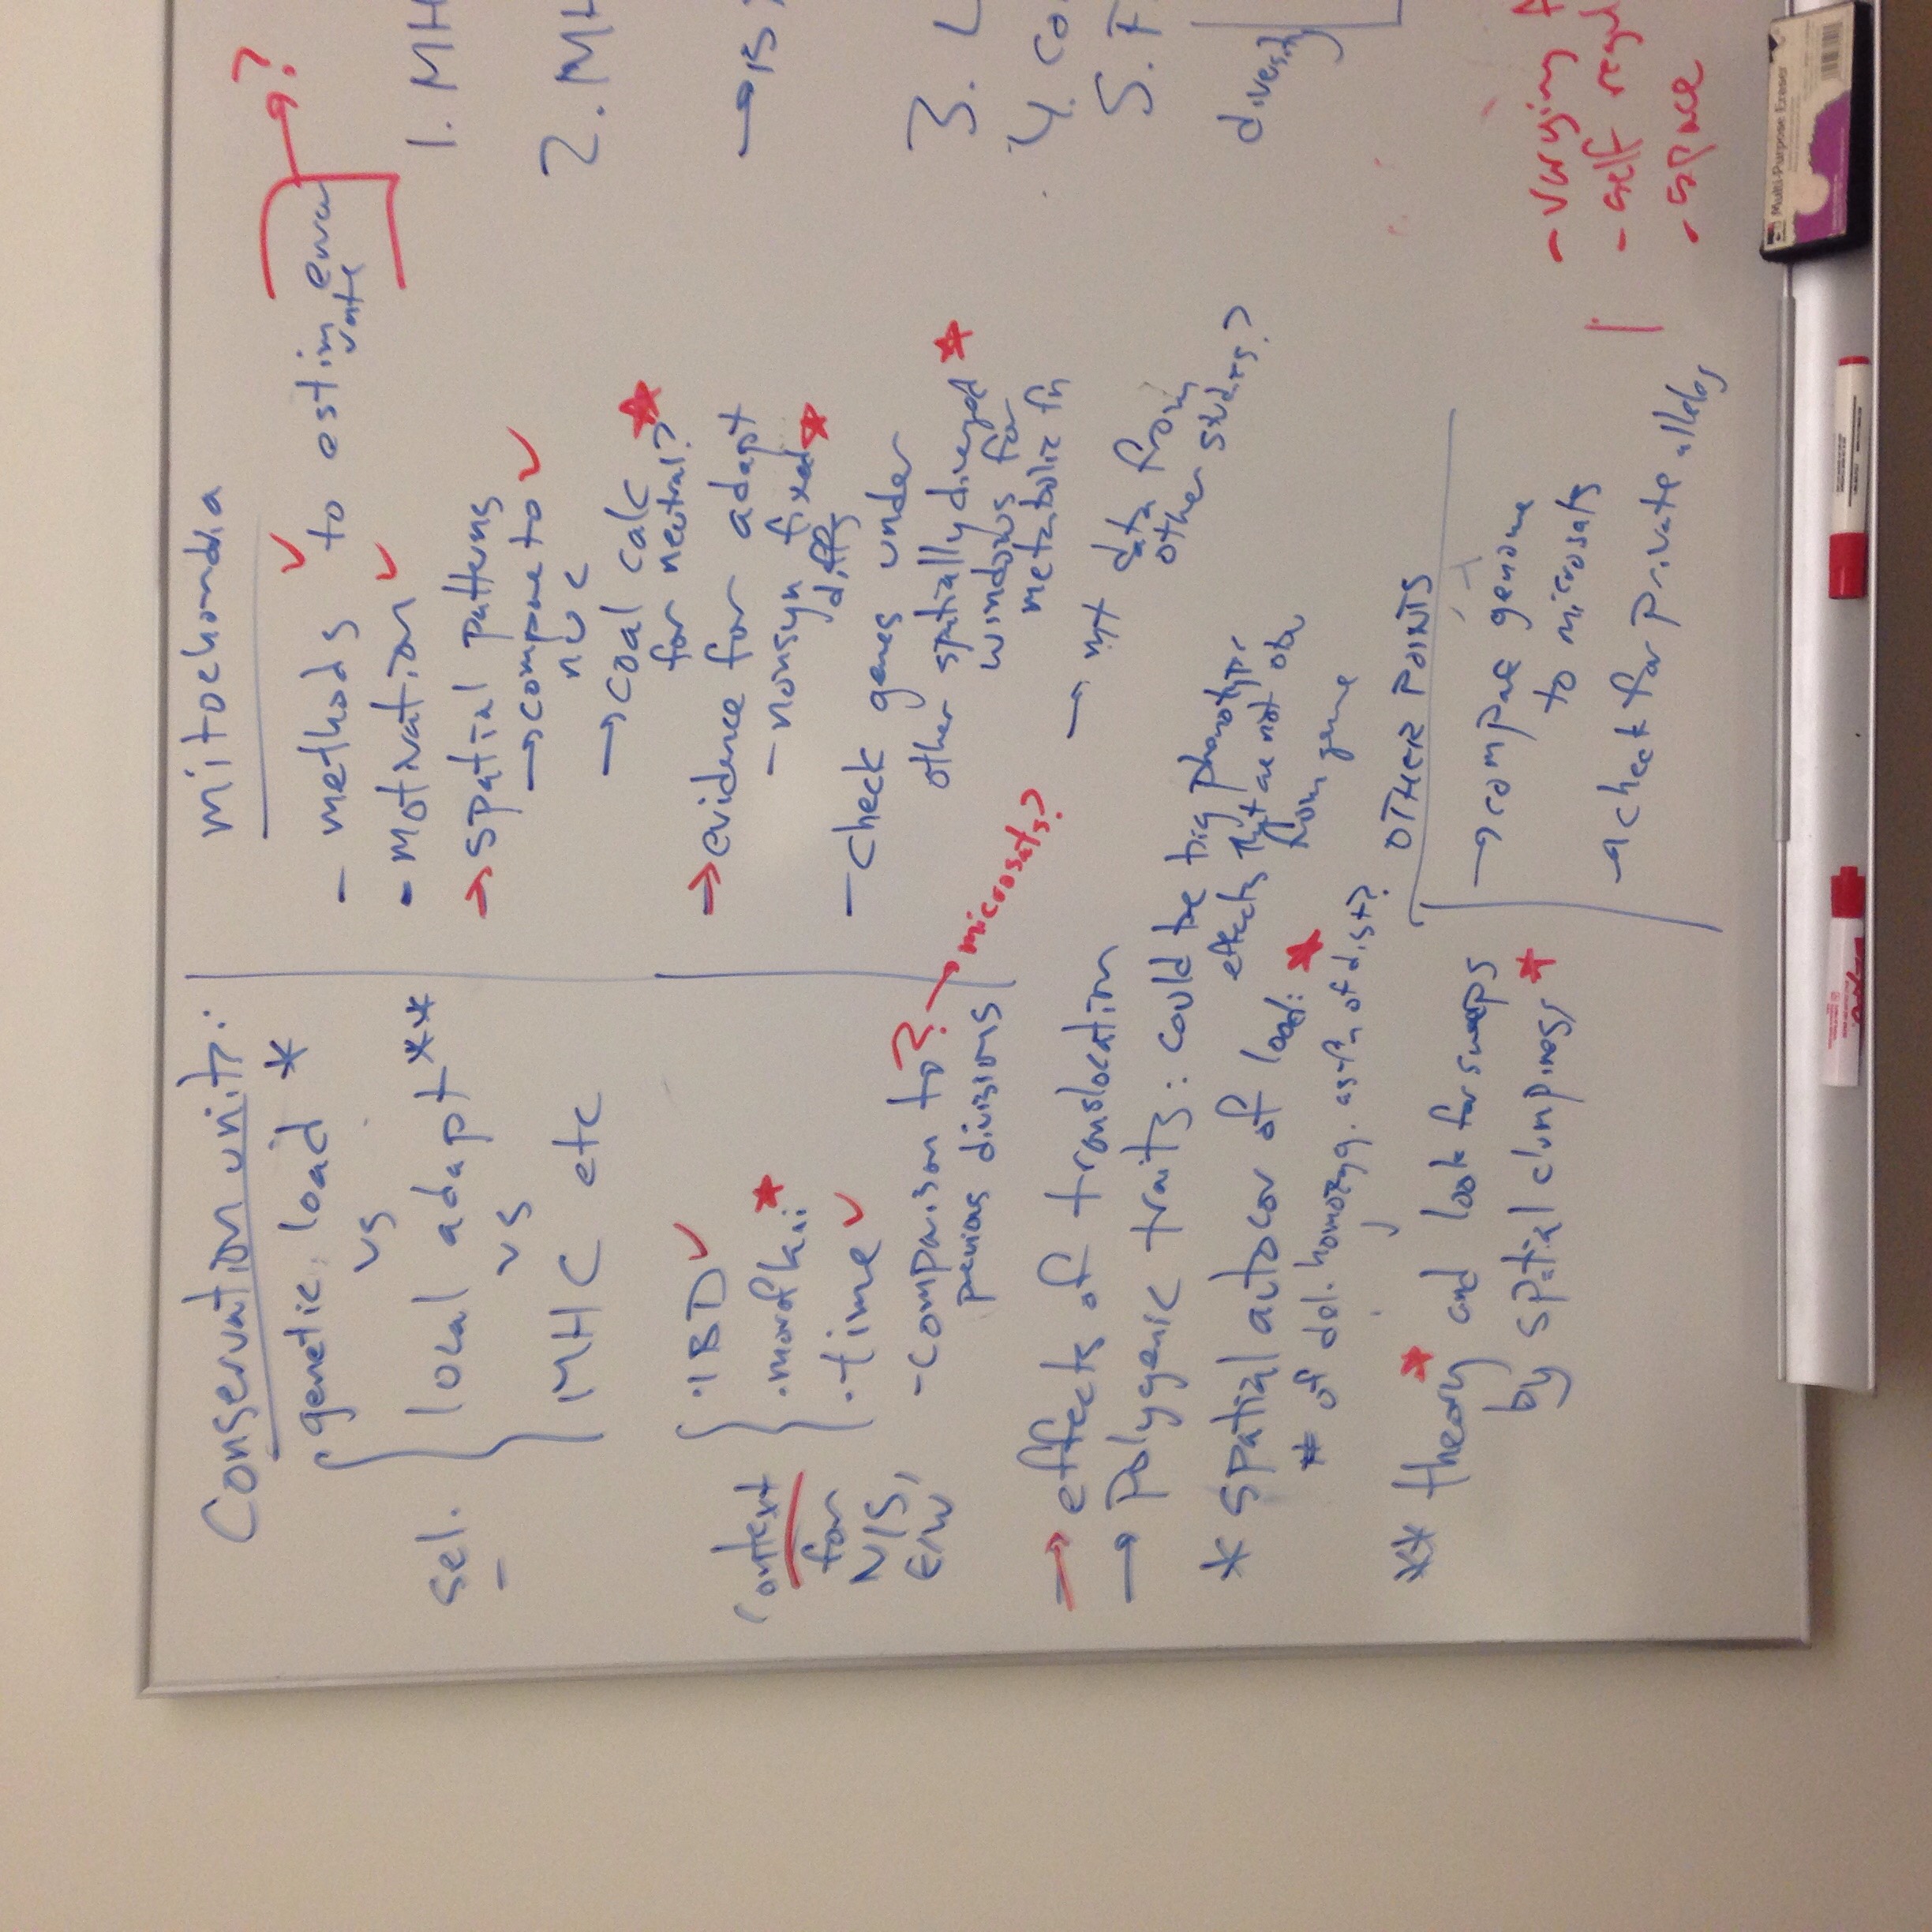 Conservation units:
genetic load *
vs
sel.
local adapt **
vs
MHC etc
context
for
N/S,
E/W
· IBD ✓
· time ✓
- comparison to ?
previous divisions
microsats?
→ effects of translocation
→ Polygenic traits: could be big phenotypic
effects that are not obv
from genome
* spatial autocor of load:
# of del. homozyg. as fn of dist?
** theory and look for sweeps
by spatial clumpiness
mitochondria
- methods ✓ to estim error
rate
?
- motivation ✓
→ spatial patterns
→ compare to ✓
nuc
→ coal calc
for neutral?
→ evidence for adapt
- nonsyn fixed
diffs
- check genes under
other spatially diverged
windows for
metabolic fn
→ mt data from
other studies?
OTHER POINTS
→ compare genome
to microsats
→ check for private alleles
1. MH
2. MH
→ is
3. L
4. co
5. F
diversity
- varying f
- self regul
- space
Multi-Purpose Eraser